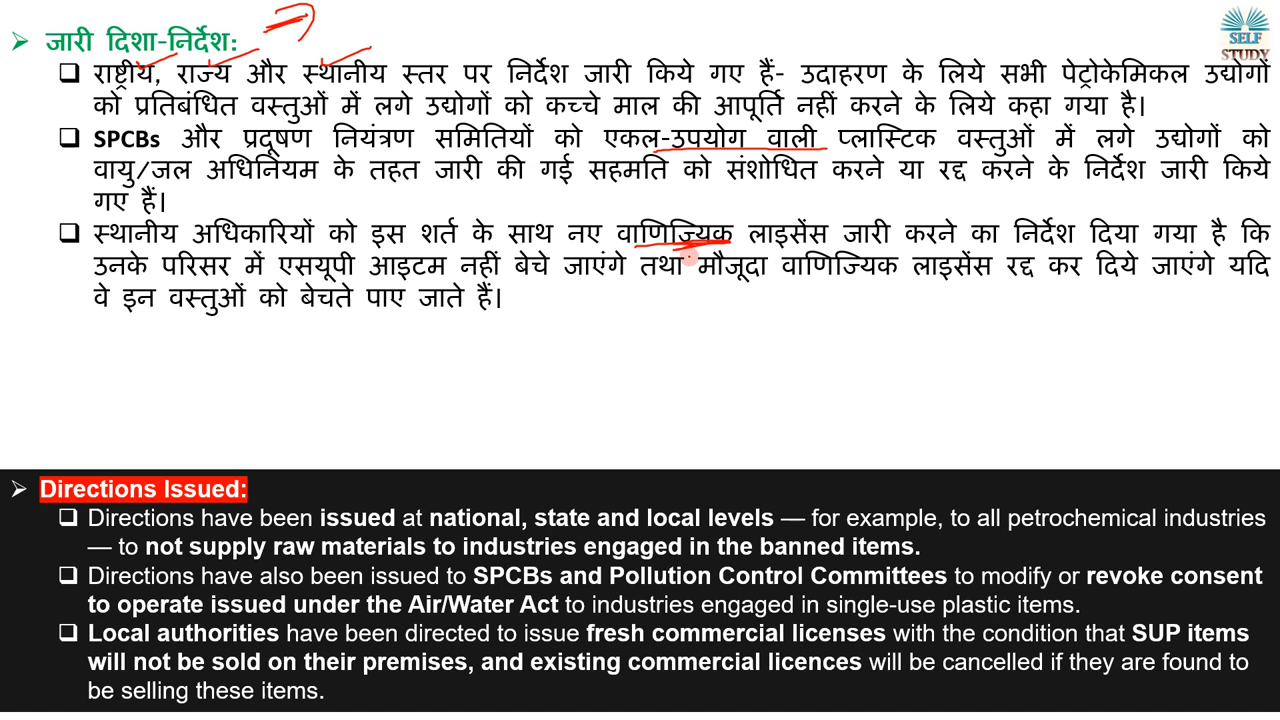 ➢ जारी दिशा-निर्देश:
SELF
STUDY
❑ राष्ट्रीय, राज्य और स्थानीय स्तर पर निर्देश जारी किये गए हैं- उदाहरण के लिये सभी पेट्रोकेमिकल उद्योगों
को प्रतिबंधित वस्तुओं में लगे उद्योगों को कच्चे माल की आपूर्ति नहीं करने के लिये कहा गया है।
❑ SPCBs और प्रदूषण नियंत्रण समितियों को एकल-उपयोग वाली प्लास्टिक वस्तुओं में लगे उद्योगों को
वायु/जल अधिनियम के तहत जारी की गई सहमति को संशोधित करने या रद्द करने के निर्देश जारी किये
गए हैं।
❑ स्थानीय अधिकारियों को इस शर्त के साथ नए वाणिज्यिक लाइसेंस जारी करने का निर्देश दिया गया है कि
उनके परिसर में एसयूपी आइटम नहीं बेचे जाएंगे तथा मौजूदा वाणिज्यिक लाइसेंस रद्द कर दिये जाएंगे यदि
वे इन वस्तुओं को बेचते पाए जाते हैं।
➢ Directions Issued:
❑ Directions have been issued at national, state and local levels — for example, to all petrochemical industries
— to not supply raw materials to industries engaged in the banned items.
❑ Directions have also been issued to SPCBs and Pollution Control Committees to modify or revoke consent
to operate issued under the Air/Water Act to industries engaged in single-use plastic items.
❑ Local authorities have been directed to issue fresh commercial licenses with the condition that SUP items
will not be sold on their premises, and existing commercial licences will be cancelled if they are found to
be selling these items.